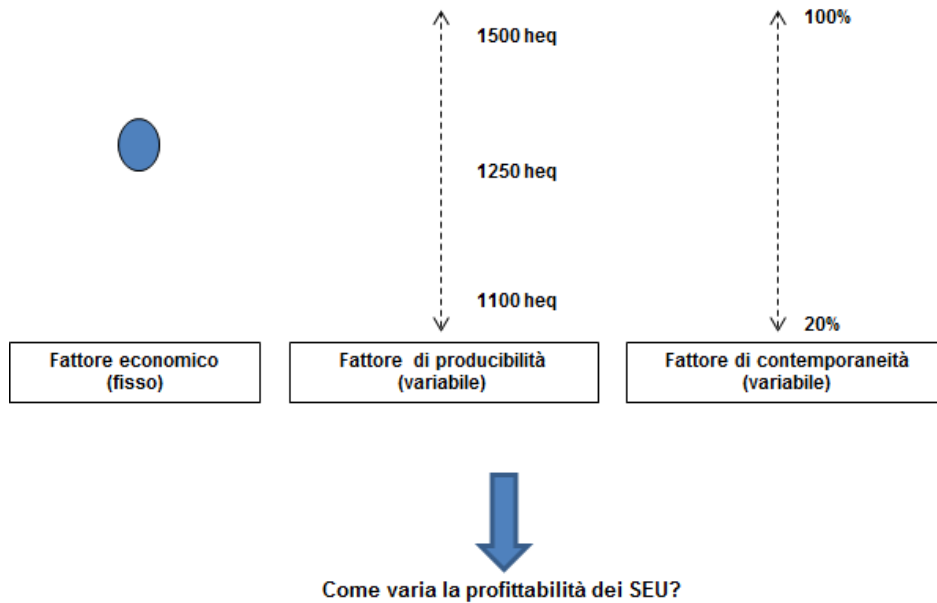 1500 heq
100%
1250 heq
1100 heq
20%
Fattore economico
(fisso)
Fattore di producibilità
(variabile)
Fattore di contemporaneità
(variabile)
Come varia la profittabilità dei SEU?